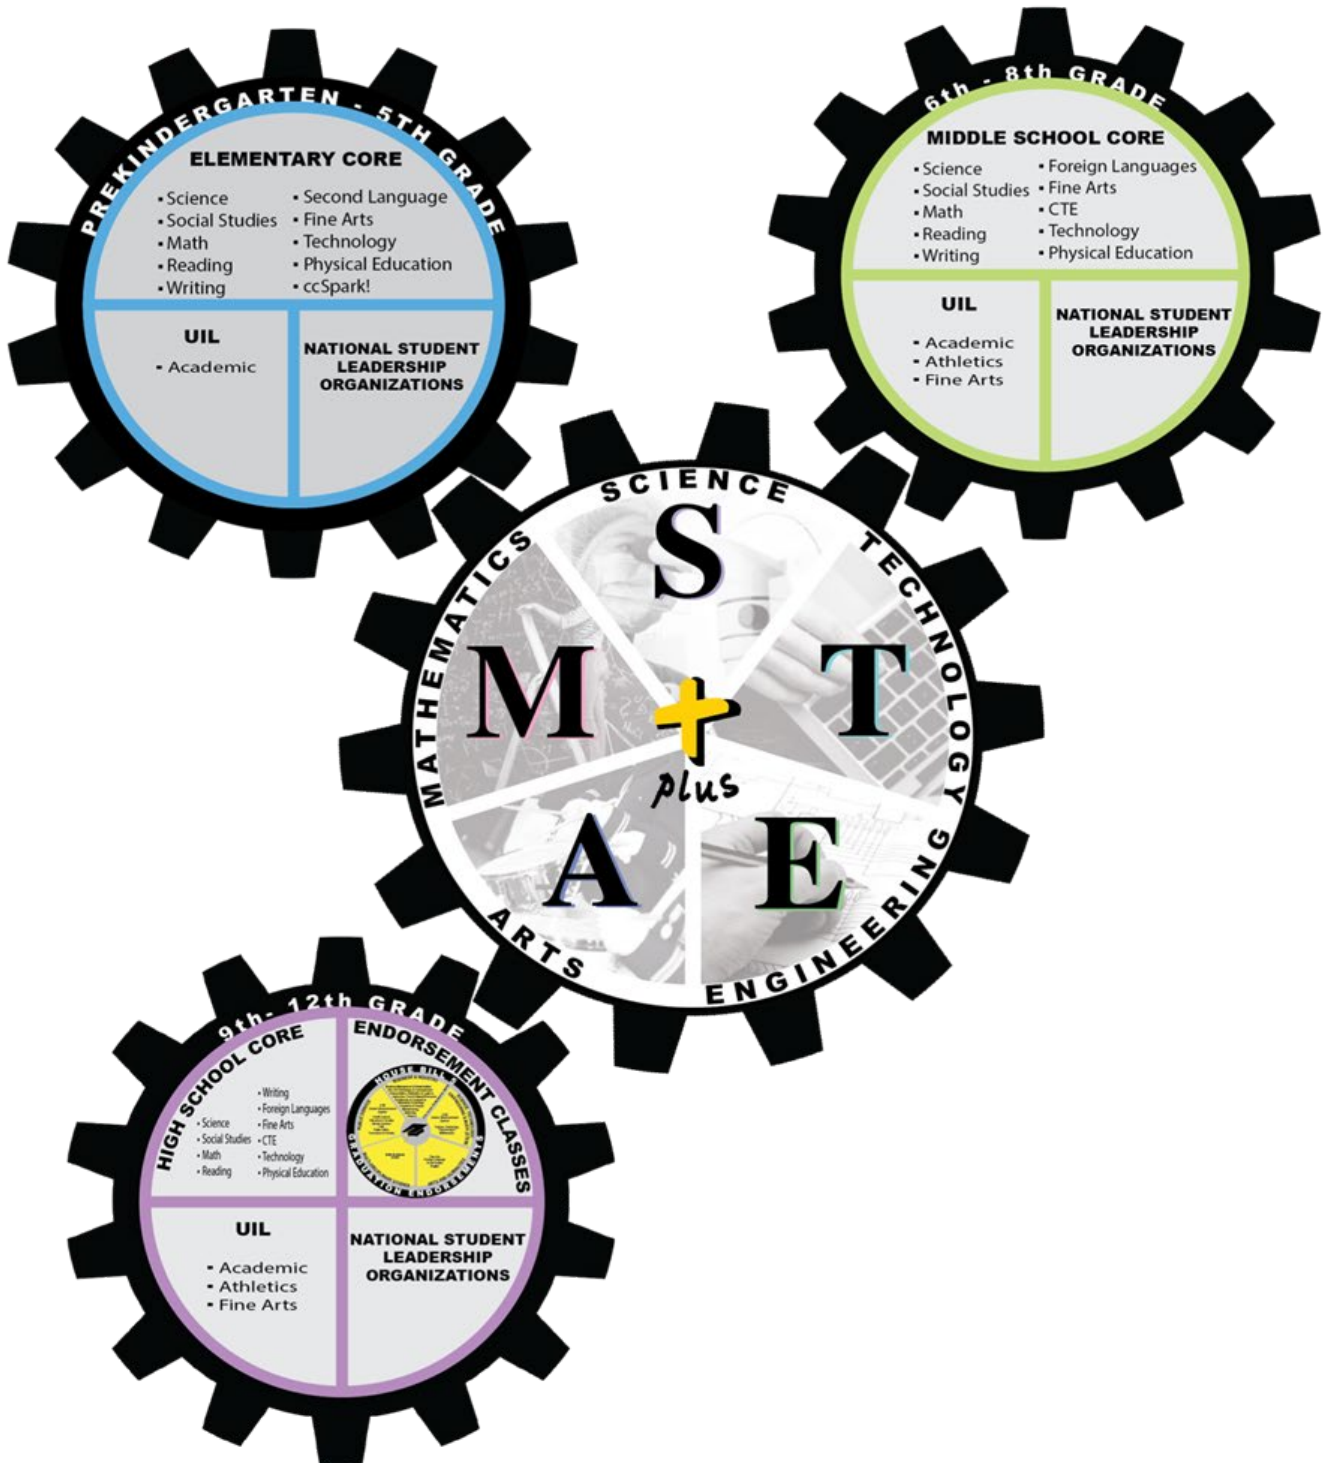 PREKINDERGARTEN - 5TH GRADE
ELEMENTARY CORE
▪ Science
▪ Social Studies
▪ Math
▪ Reading
▪ Writing
▪ Second Language
▪ Fine Arts
▪ Technology
▪ Physical Education
▪ ccSpark!
UIL
▪ Academic
NATIONAL STUDENT
LEADERSHIP
ORGANIZATIONS
6th - 8th GRADE
MIDDLE SCHOOL CORE
▪ Science
▪ Social Studies
▪ Math
▪ Reading
▪ Writing
▪ Foreign Languages
▪ Fine Arts
▪ CTE
▪ Technology
▪ Physical Education
UIL
▪ Academic
▪ Athletics
▪ Fine Arts
NATIONAL STUDENT
LEADERSHIP
ORGANIZATIONS
SCIENCE
S
TECHNOLOGY
T
ENGINEERING
E
ARTS
A
MATHEMATICS
M
+
plus
9th- 12th GRADE
HIGH SCHOOL CORE
• Science
• Social Studies
• Math
• Reading
• Writing
• Foreign Languages
• Fine Arts
• CTE
• Technology
• Physical Education
ENDORSEMENT CLASSES
HOUSE BILL 5
GRADUATION ENDORSEMENTS
UIL
▪ Academic
▪ Athletics
▪ Fine Arts
NATIONAL STUDENT
LEADERSHIP
ORGANIZATIONS